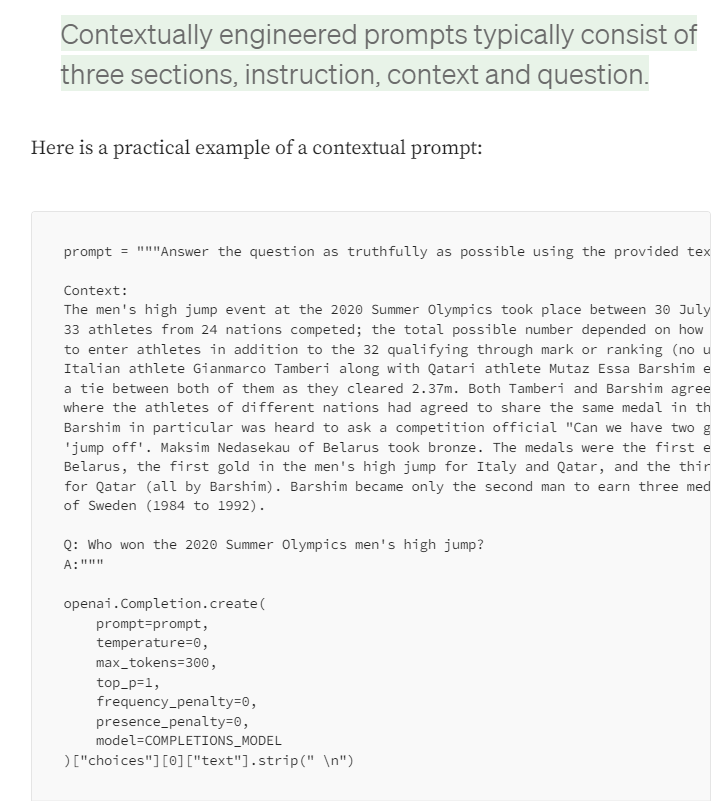 Contextually engineered prompts typically consist of
three sections, instruction, context and question.
Here is a practical example of a contextual prompt:
prompt = """Answer the question as truthfully as possible using the provided tex
Context:
The men's high jump event at the 2020 Summer Olympics took place between 30 July
33 athletes from 24 nations competed; the total possible number depended on how
to enter athletes in addition to the 32 qualifying through mark or ranking (no u
Italian athlete Gianmarco Tamberi along with Qatari athlete Mutaz Essa Barshim e
a tie between both of them as they cleared 2.37m. Both Tamberi and Barshim agree
where the athletes of different nations had agreed to share the same medal in th
Barshim in particular was heard to ask a competition official "Can we have two g
'jump off'. Maksim Nedasekau of Belarus took bronze. The medals were the first e
Belarus, the first gold in the men's high jump for Italy and Qatar, and the thir
for Qatar (all by Barshim). Barshim became only the second man to earn three med
of Sweden (1984 to 1992).
Q: Who won the 2020 Summer Olympics men's high jump?
A:"""
openai.Completion.create(
    prompt=prompt,
    temperature=0,
    max_tokens=300,
    top_p=1,
    frequency_penalty=0,
    presence_penalty=0,
    model=COMPLETIONS_MODEL
)["choices"][0]["text"].strip(" \n")